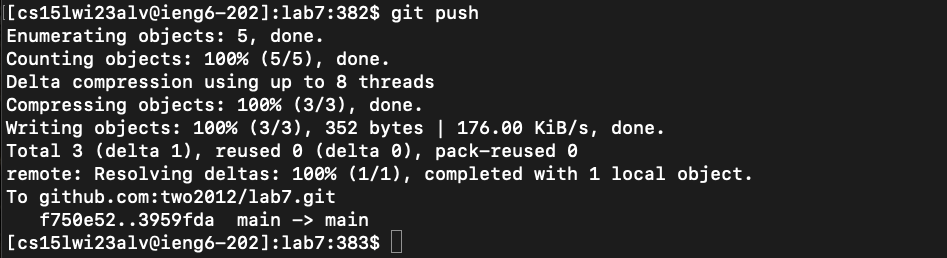 [cs15lwi23alv@ieng6-202]:lab7:382$ git push
Enumerating objects: 5, done.
Counting objects: 100% (5/5), done.
Delta compression using up to 8 threads
Compressing objects: 100% (3/3), done.
Writing objects: 100% (3/3), 352 bytes | 176.00 KiB/s, done.
Total 3 (delta 1), reused 0 (delta 0), pack-reused 0
remote: Resolving deltas: 100% (1/1), completed with 1 local object.
To github.com:two2012/lab7.git
   f750e52..3959fda  main -> main
[cs15lwi23alv@ieng6-202]:lab7:383$